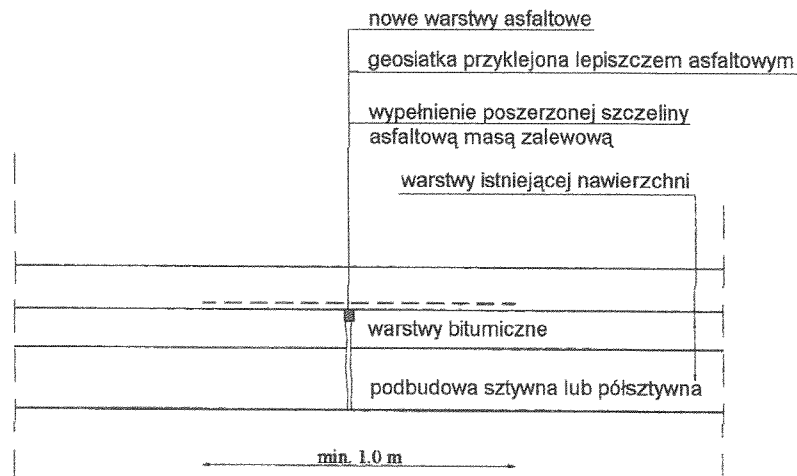 nowe warstwy asfaltowe
geosiatka przyklejona lepiszczem asfaltowym
wypełnienie poszerzonej szczeliny
asfaltową masą zalewową
warstwy istniejącej nawierzchni
warstwy bitumiczne
podbudowa sztywna lub półsztywna
min. 1.0 m